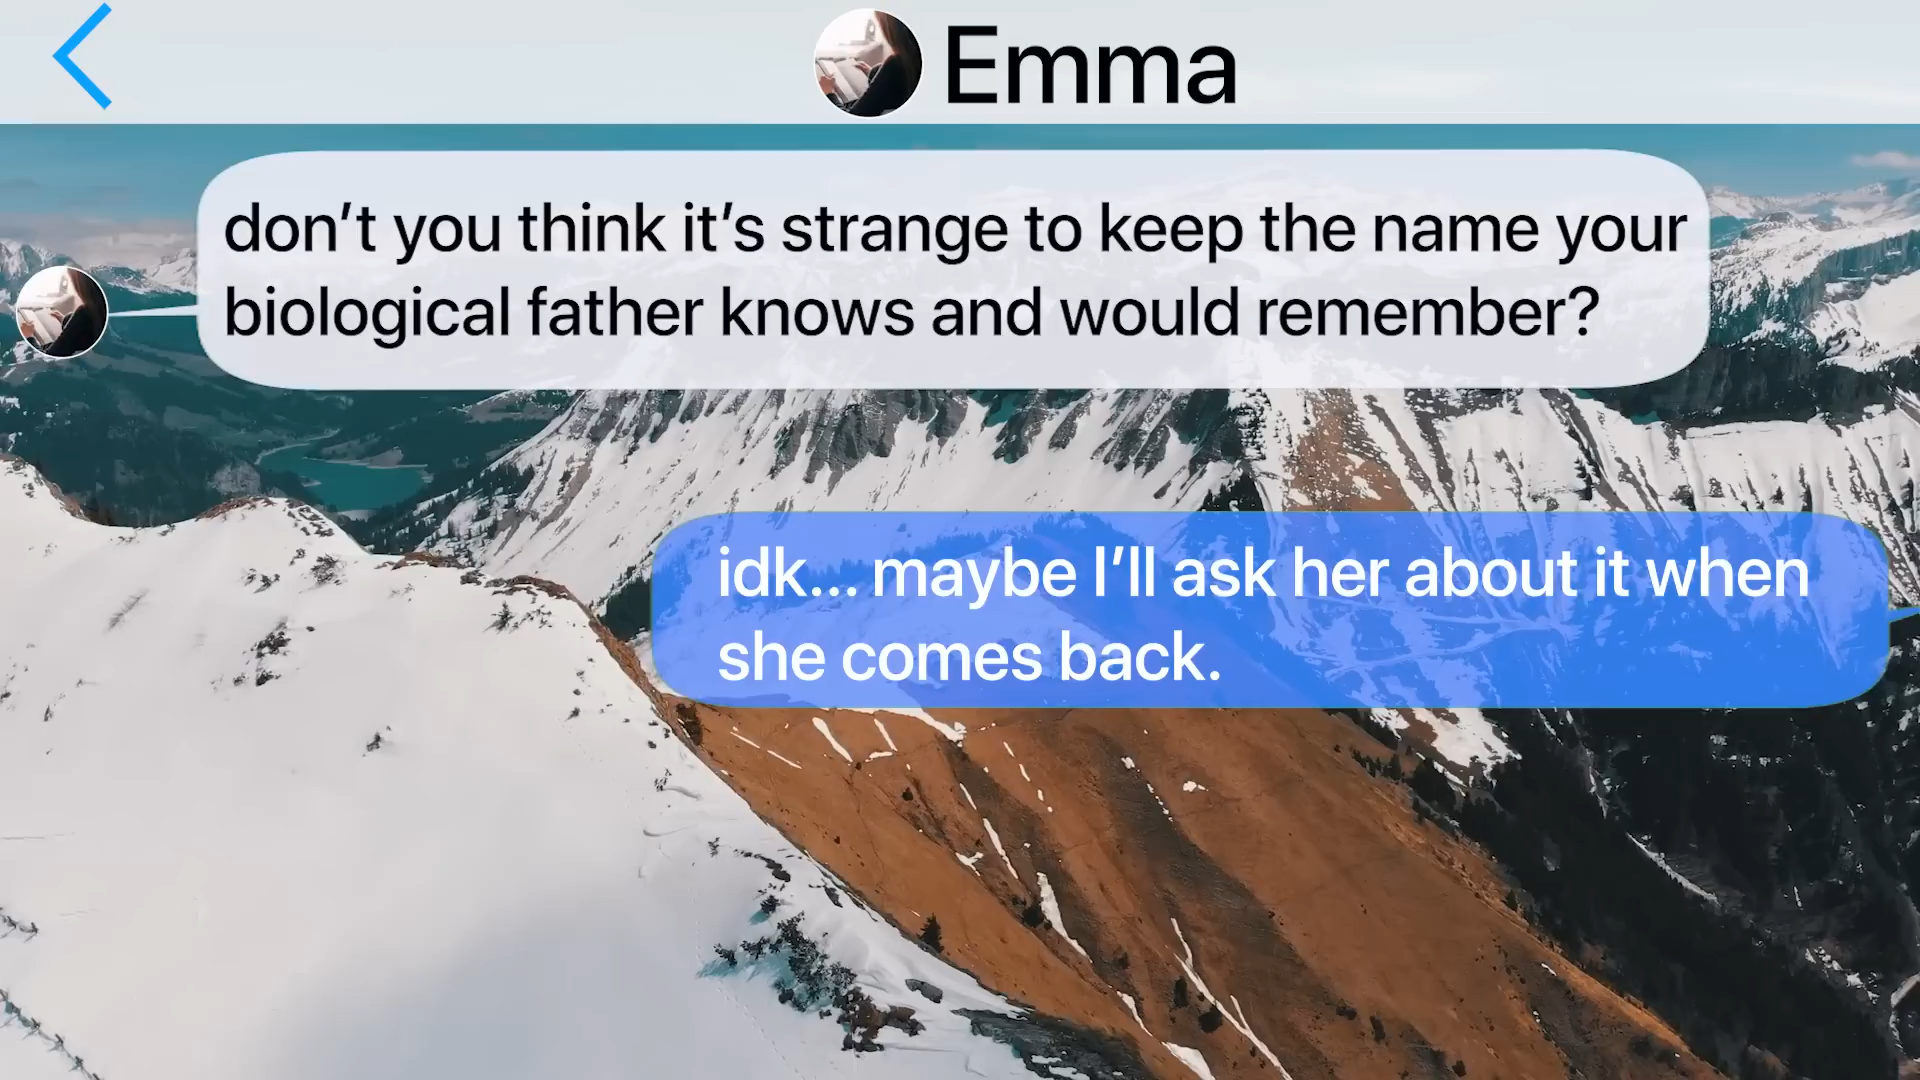 Emma
don’t you think it’s strange to keep the name your
biological father knows and would remember?
idk... maybe I’ll ask her about it when
she comes back.